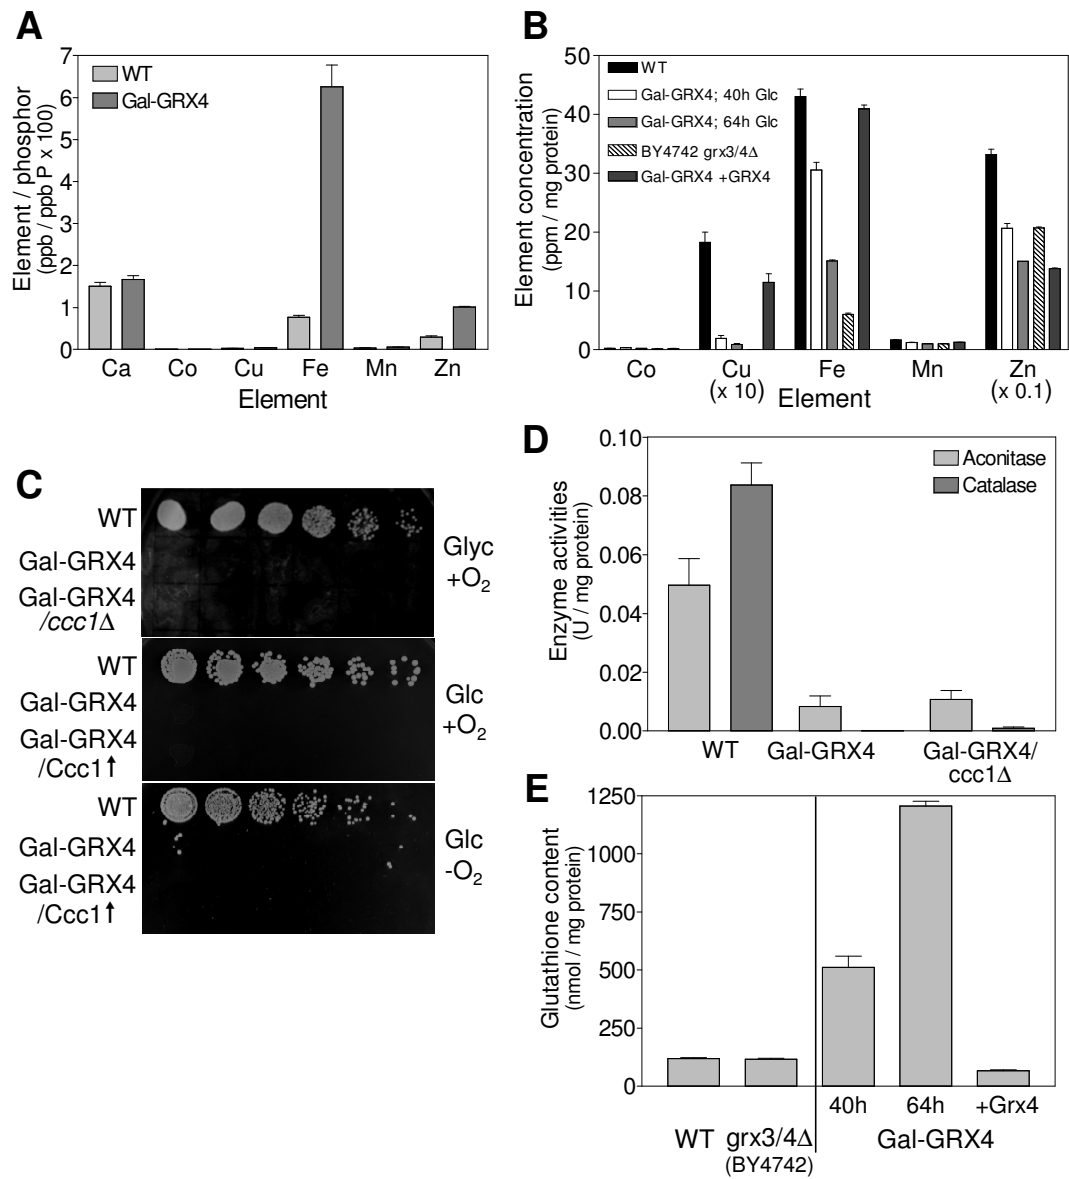 A
Element / phosphor
(ppb / ppb P x 100)
7
6
5
4
3
2
1
0
WT
Gal-GRX4
Ca Co Cu Fe Mn Zn
Element
B
Element concentration
(ppm / mg protein)
50
40
30
20
10
0
WT
Gal-GRX4; 40h Glc
Gal-GRX4; 64h Glc
BY4742 grx3/4Δ
Gal-GRX4 +GRX4
Co Cu Fe Mn Zn
(x 10) Element (x 0.1)
C
WT
Gal-GRX4
Gal-GRX4
/ccc1Δ
Glyc
+O2
WT
Gal-GRX4
Gal-GRX4
/Ccc1↑
Glc
+O2
WT
Gal-GRX4
Gal-GRX4
/Ccc1↑
Glc
-O2
D
Enzyme activities
(U / mg protein)
0.10
0.08
0.06
0.04
0.02
0.00
Aconitase
Catalase
WT Gal-GRX4 Gal-GRX4/
ccc1Δ
E
Glutathione content
(nmol / mg protein)
1250
1000
750
500
250
0
40h 64h +Grx4
WT grx3/4Δ Gal-GRX4
(BY4742)